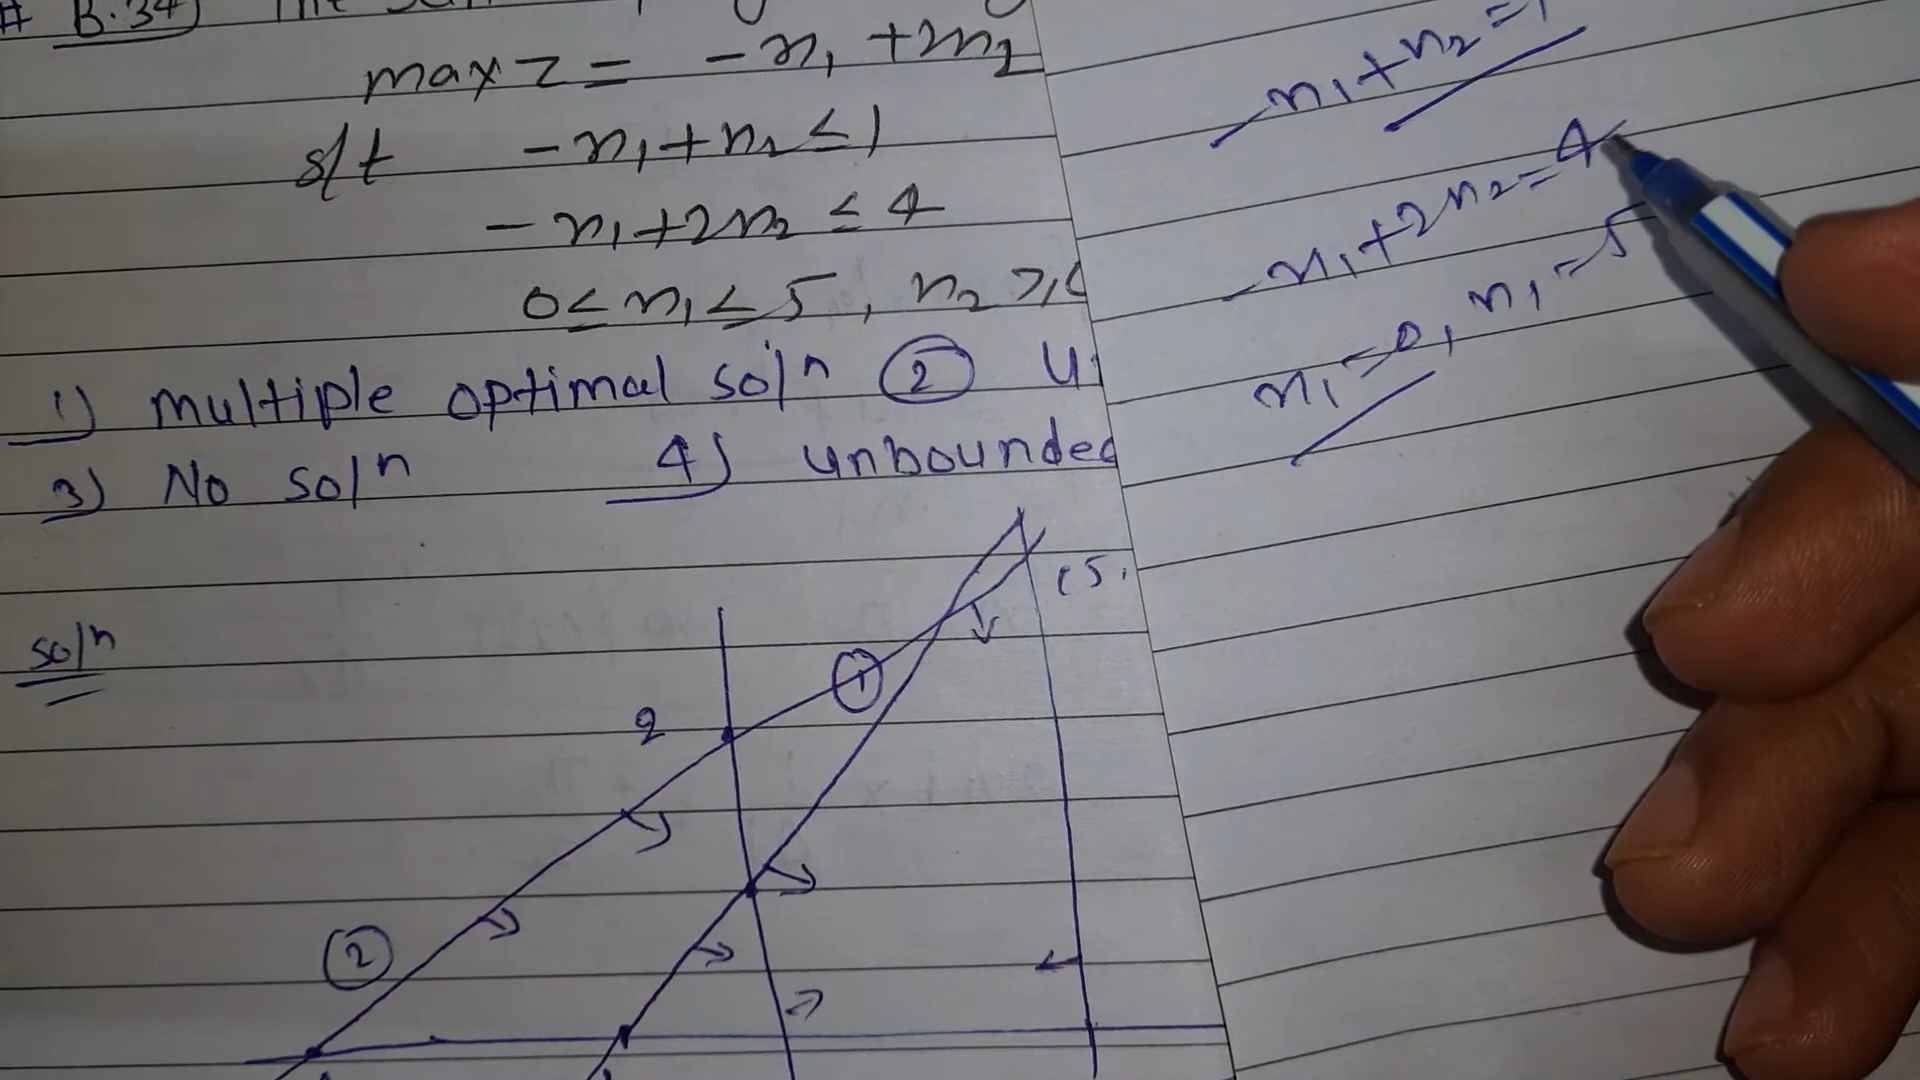 # B.34) The
max z = - x₁ + 2x₂
s/t - x₁ + x₂ ≤ 1
- x₁ + 2x₂ ≤ 4
0 ≤ x₁ ≤ 5, x₂ ≥
1) multiple optimal solⁿ ② U
3) No solⁿ 4) unbounded
- x₁ + x₂ = 1
- x₁ + 2x₂ = 4
x₁ = 0, x₁ = 5
solⁿ
(5,
①
2
②